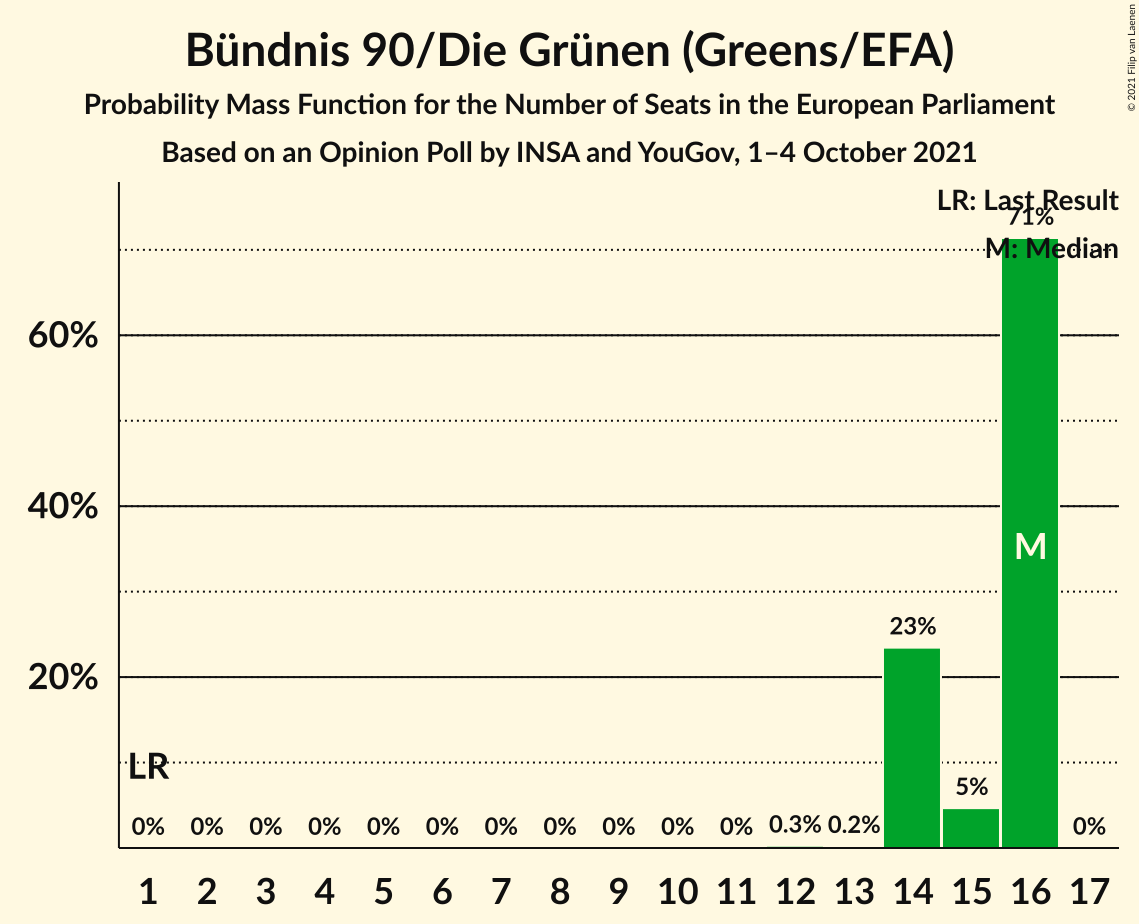 Bündnis 90/Die Grünen (Greens/EFA)
Probability Mass Function for the Number of Seats in the European Parliament
Based on an Opinion Poll by INSA and YouGov, 1–4 October 2021
© 2021 Filip van Laenen
LR: Last Result
71%
M: Median
60%
40%
M
23%
20%
LR
5%
0% 0% 0% 0% 0% 0% 0% 0% 0% 0% 0% 0.3% 0.2% 0%
1 2 3 4 5 6 7 8 9 10 11 12 13 14 15 16 17